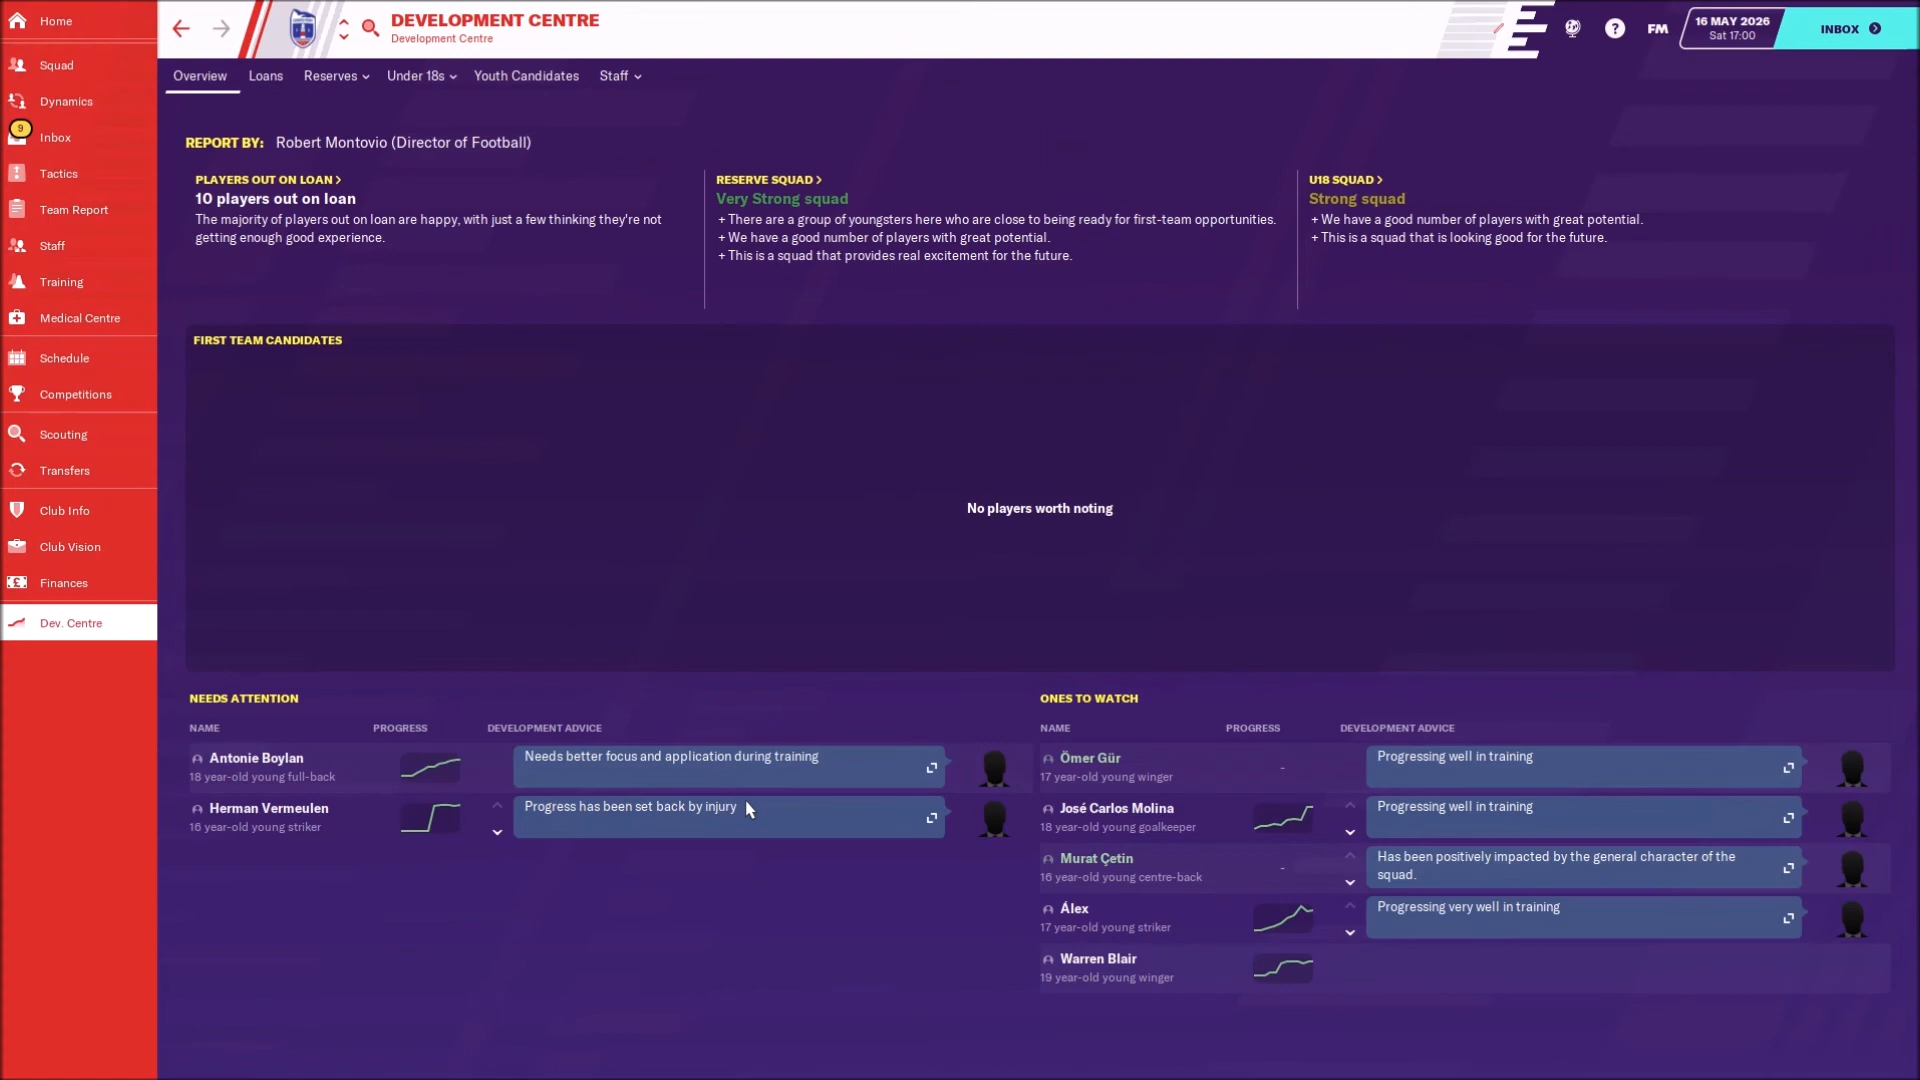 Home
Squad
Dynamics
9
Inbox
Tactics
Team Report
Staff
Training
Medical Centre
Schedule
Competitions
Scouting
Transfers
Club Info
Club Vision
Finances
Dev. Centre
DEVELOPMENT CENTRE
Development Centre
?
FM
16 MAY 2026
Sat 17:00
INBOX
Overview Loans Reserves Under 18s Youth Candidates Staff
REPORT BY: Robert Montovio (Director of Football)
PLAYERS OUT ON LOAN >
10 players out on loan
The majority of players out on loan are happy, with just a few thinking they're not
getting enough good experience.
RESERVE SQUAD >
Very Strong squad
+ There are a group of youngsters here who are close to being ready for first-team opportunities.
+ We have a good number of players with great potential.
+ This is a squad that provides real excitement for the future.
U18 SQUAD >
Strong squad
+ We have a good number of players with great potential.
+ This is a squad that is looking good for the future.
FIRST TEAM CANDIDATES
No players worth noting
NEEDS ATTENTION
NAME PROGRESS DEVELOPMENT ADVICE
Antonie Boylan
18 year-old young full-back
Needs better focus and application during training
Herman Vermeulen
16 year-old young striker
Progress has been set back by injury
ONES TO WATCH
NAME PROGRESS DEVELOPMENT ADVICE
Ömer Gür
17 year-old young winger
-
Progressing well in training
José Carlos Molina
18 year-old young goalkeeper
Progressing well in training
Murat Çetin
16 year-old young centre-back
-
Has been positively impacted by the general character of the
squad.
Álex
17 year-old young striker
Progressing very well in training
Warren Blair
19 year-old young winger